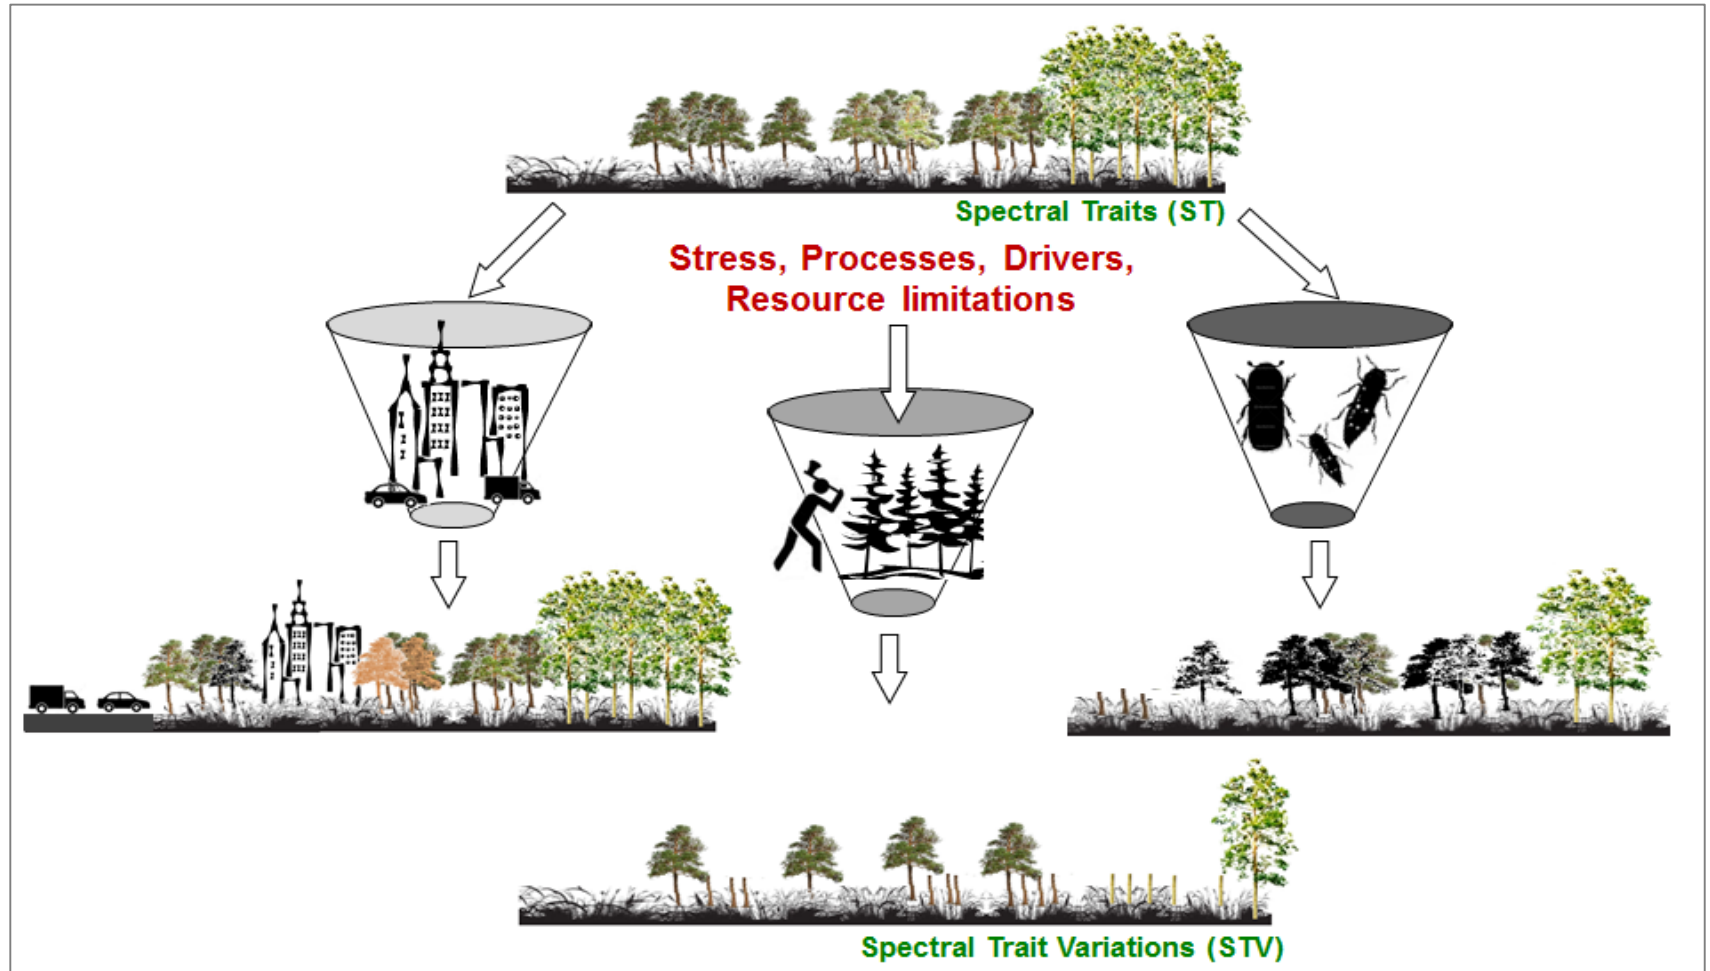 Spectral Traits (ST)
Stress, Processes, Drivers,
Resource limitations
Spectral Trait Variations (STV)